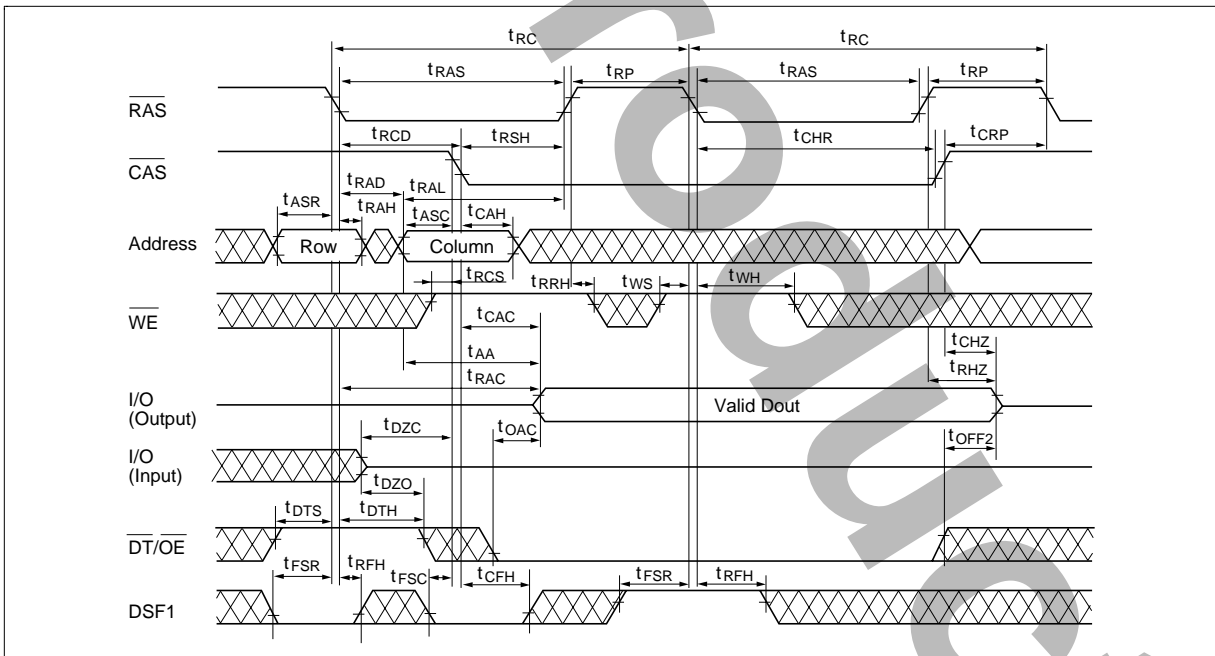 tRC tRC
tRAS tRP tRAS tRP
RAS
tRCD tRSH tCHR tCRP
CAS
tRAD tRAL
tASR tRAH tASC tCAH
Address Row Column
tRCS tRRH tWS tWH
WE
tCAC tCHZ
tAA tRHZ
tRAC
I/O
(Output)
Valid Dout
tDZC tOAC tOFF2
I/O
(Input)
tDZO
tDTS tDTH
DT/OE
tFSR tRFH tFSC tCFH tFSR tRFH
DSF1
roduc